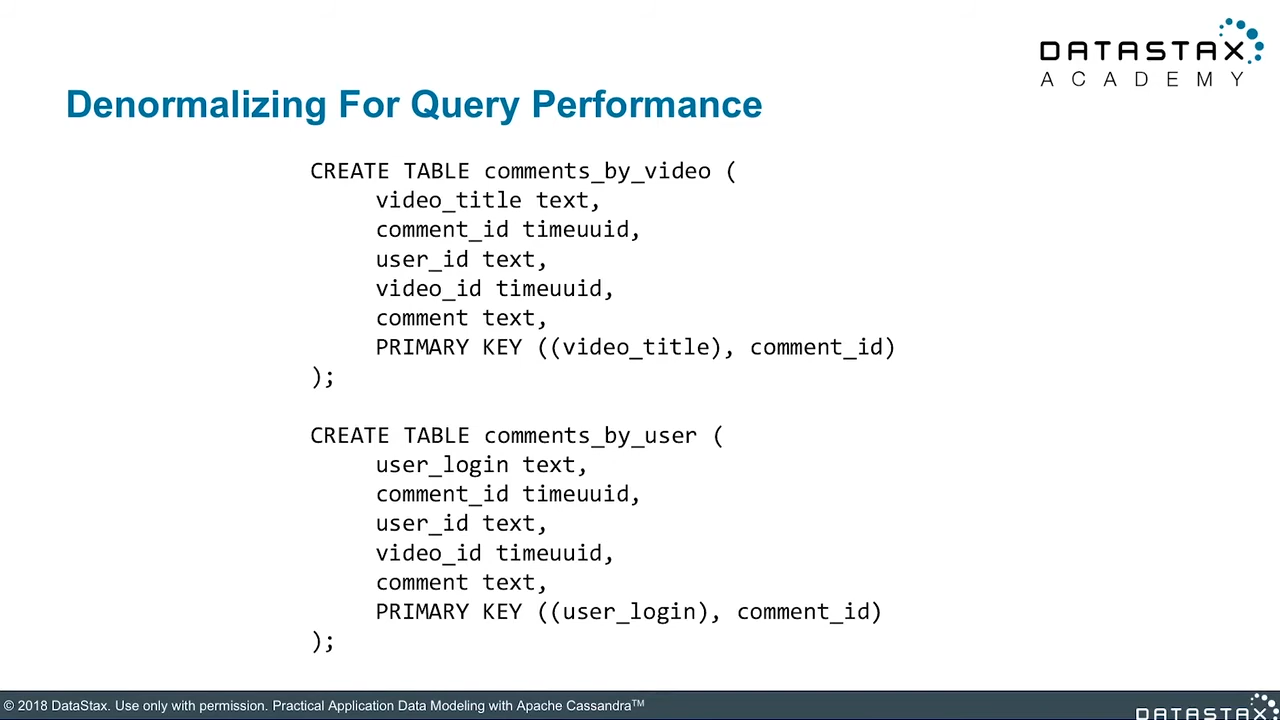 DATASTAX
ACADEMY
Denormalizing For Query Performance
CREATE TABLE comments_by_video (
video_title text,
comment_id timeuuid,
user_id text,
video_id timeuuid,
comment text,
PRIMARY KEY ((video_title), comment_id)
);
CREATE TABLE comments_by_user (
user_login text,
comment_id timeuuid,
user_id text,
video_id timeuuid,
comment text,
PRIMARY KEY ((user_login), comment_id)
);
© 2018 DataStax. Use only with permission. Practical Application Data Modeling with Apache Cassandra™
DATASTAX